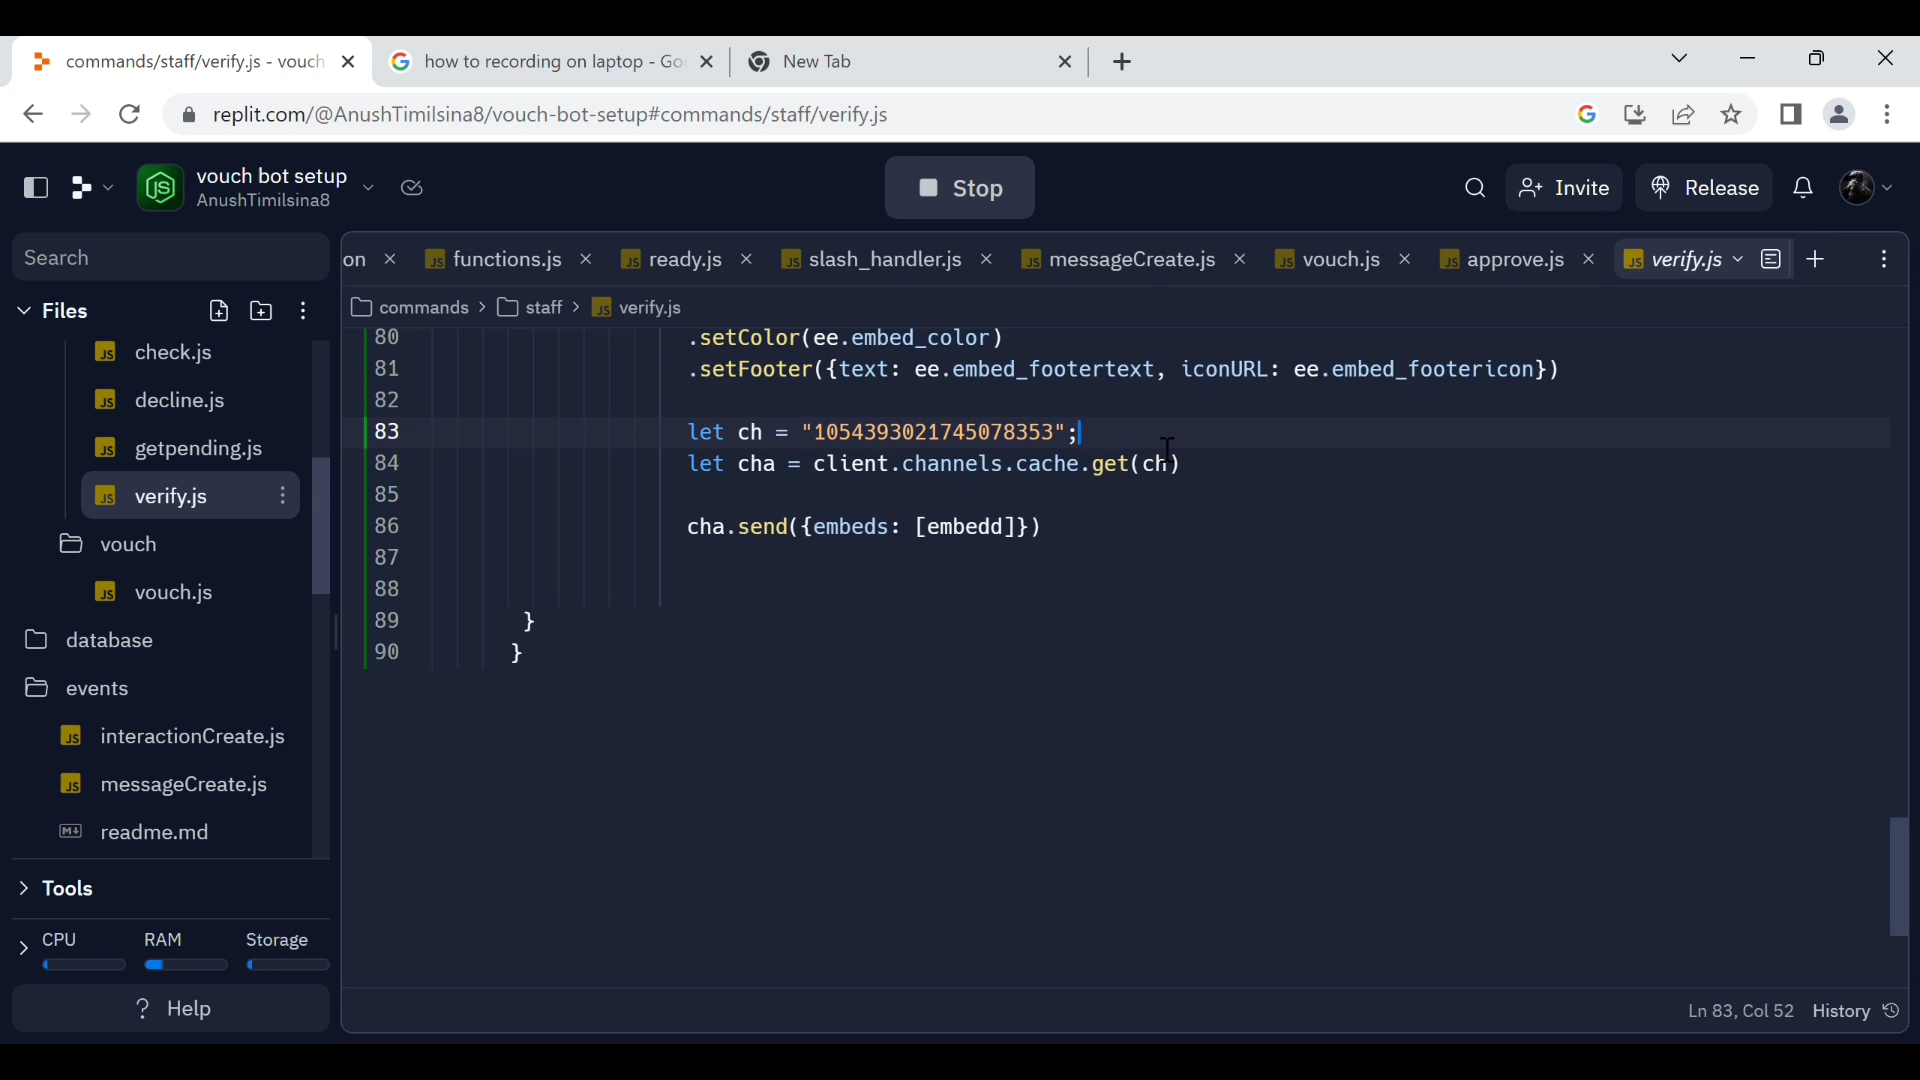 commands/staff/verify.js - vouch
how to recording on laptop - Go
New Tab
replit.com/@AnushTimilsina8/vouch-bot-setup#commands/staff/verify.js
vouch bot setup
AnushTimilsina8
Stop
Invite
Release
Search
on
functions.js
ready.js
slash_handler.js
messageCreate.js
vouch.js
approve.js
verify.js
Files
commands > staff > verify.js
check.js
decline.js
getpending.js
verify.js
vouch
vouch.js
database
events
interactionCreate.js
messageCreate.js
readme.md
Tools
CPU RAM Storage
? Help
80 .setColor(ee.embed_color)
81 .setFooter({text: ee.embed_footertext, iconURL: ee.embed_footericon})
82
83 let ch = "1054393021745078353";
84 let cha = client.channels.cache.get(ch)
85
86 cha.send({embeds: [embedd]})
87
88
89 }
90 }
Ln 83, Col 52 History